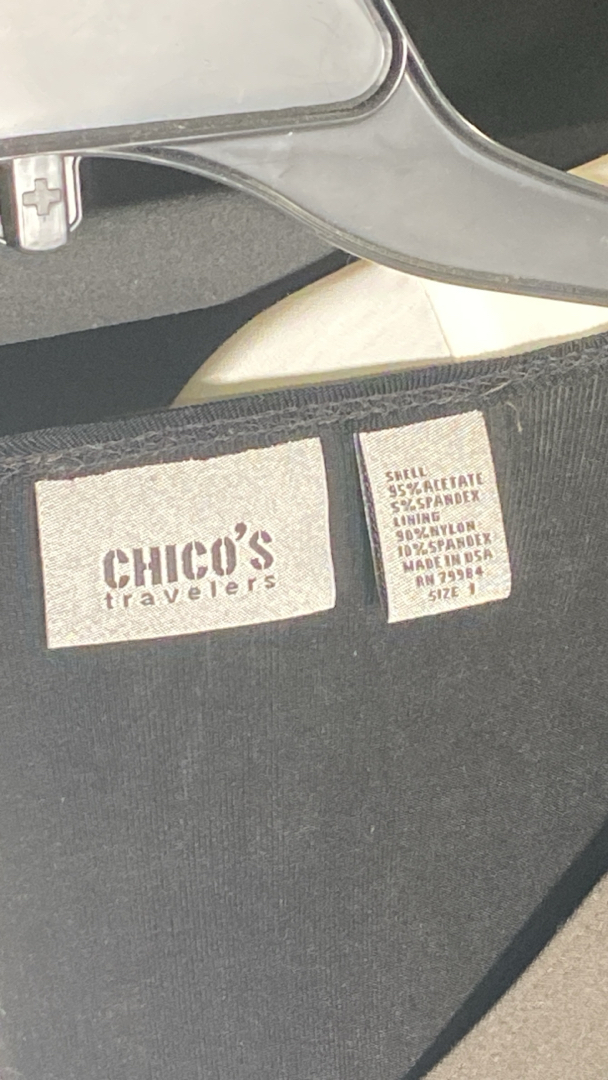 CHICO'S
travelers
SHELL
95% ACETATE
5% SPANDEX
LINING
90% NYLON
10% SPANDEX
MADE IN USA
RN 79984
SIZE 1